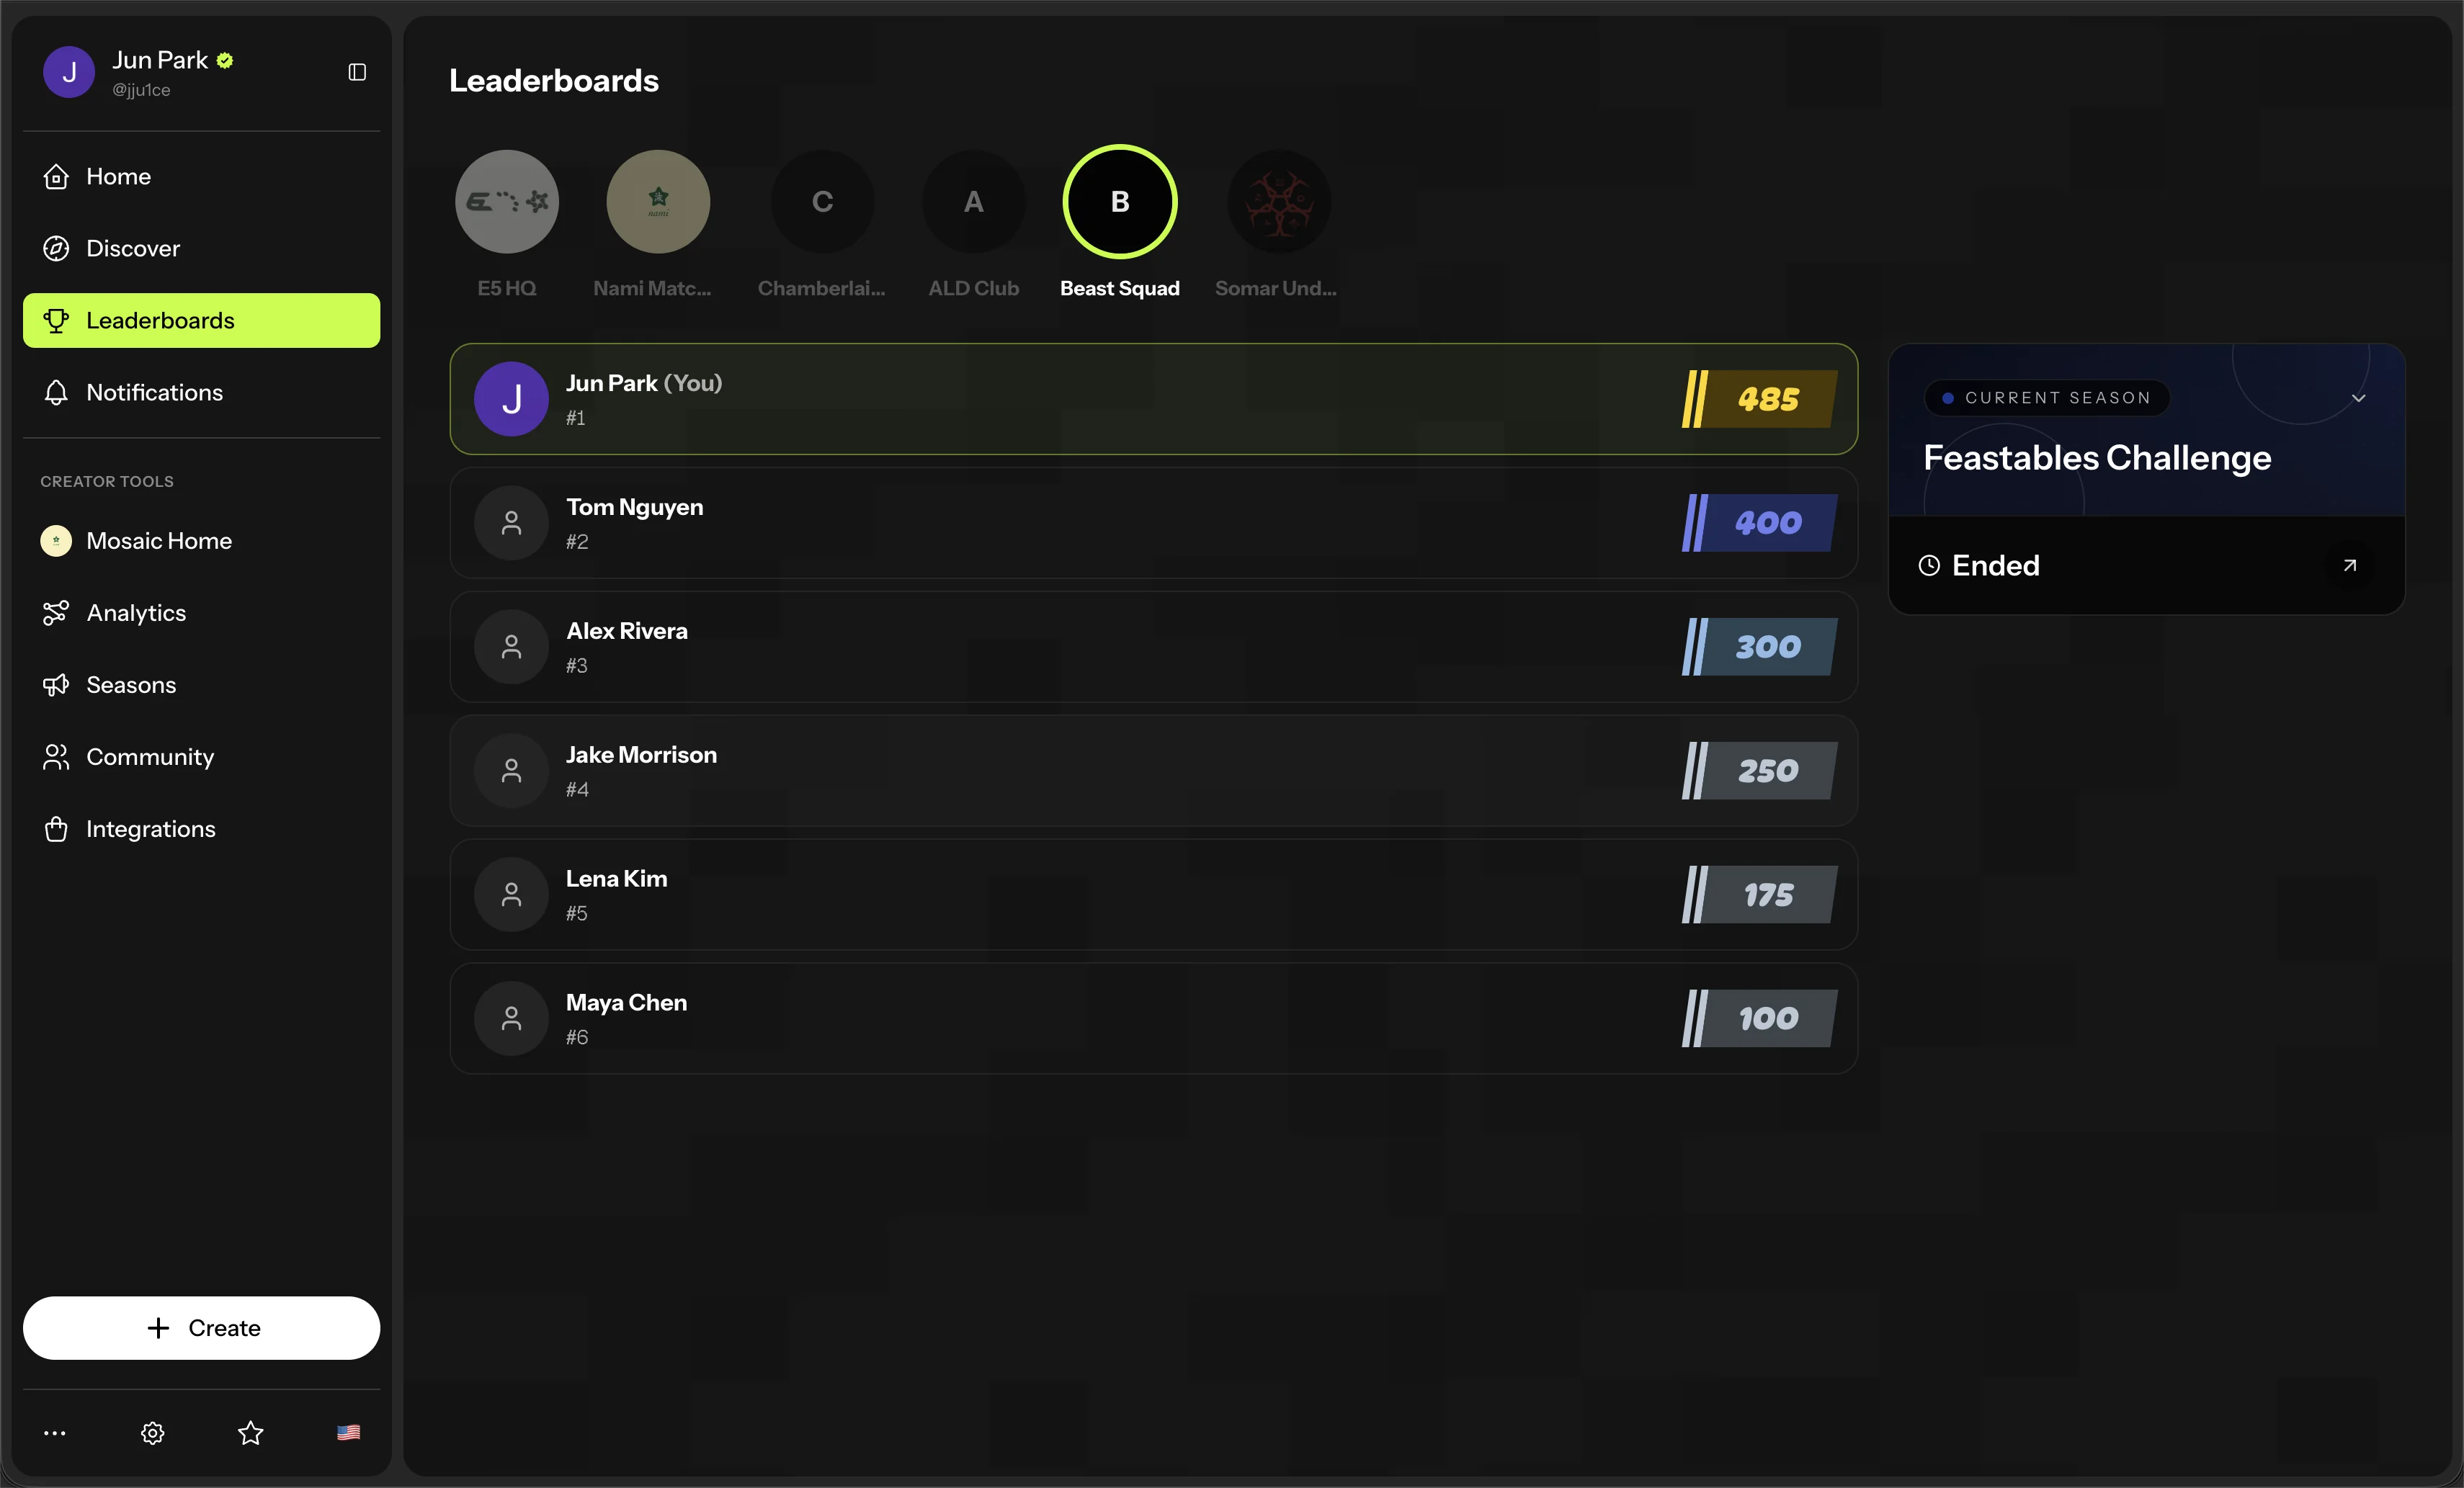 J
Jun Park
@jju1ce
Home
Discover
Leaderboards
Notifications
CREATOR TOOLS
Mosaic Home
Analytics
Seasons
Community
Integrations
Create
Leaderboards
nami
C
A
B
E5 HQ
Nami Matc...
Chamberlai...
ALD Club
Beast Squad
Somar Und...
J
Jun Park (You)
#1
485
Tom Nguyen
#2
400
Alex Rivera
#3
300
Jake Morrison
#4
250
Lena Kim
#5
175
Maya Chen
#6
100
CURRENT SEASON
Feastables Challenge
Ended